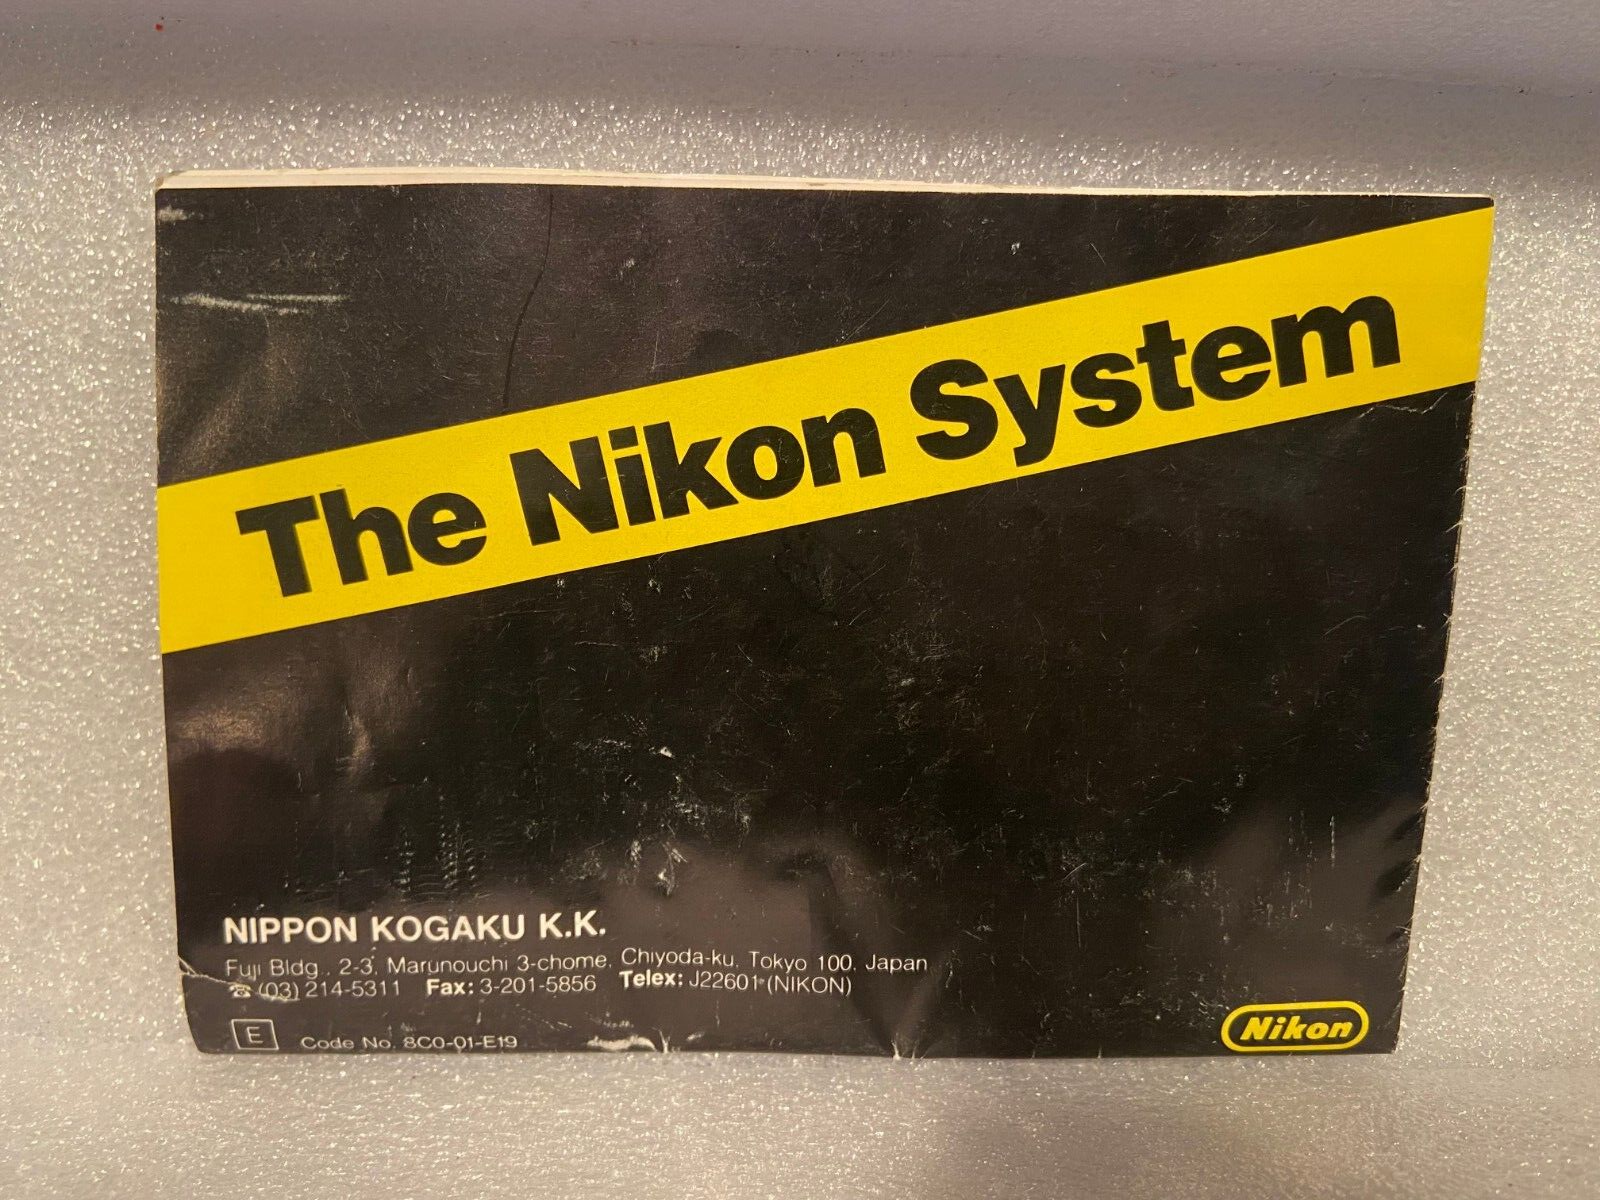 The Nikon System
NIPPON KOGAKU K.K.
Fuji Bldg., 2-3, Marunouchi 3-chome, Chiyoda-ku, Tokyo 100, Japan
☎ (03) 214-5311 Fax: 3-201-5856 Telex: J22601 (NIKON)
E Code No. 8C0-01-E19
Nikon